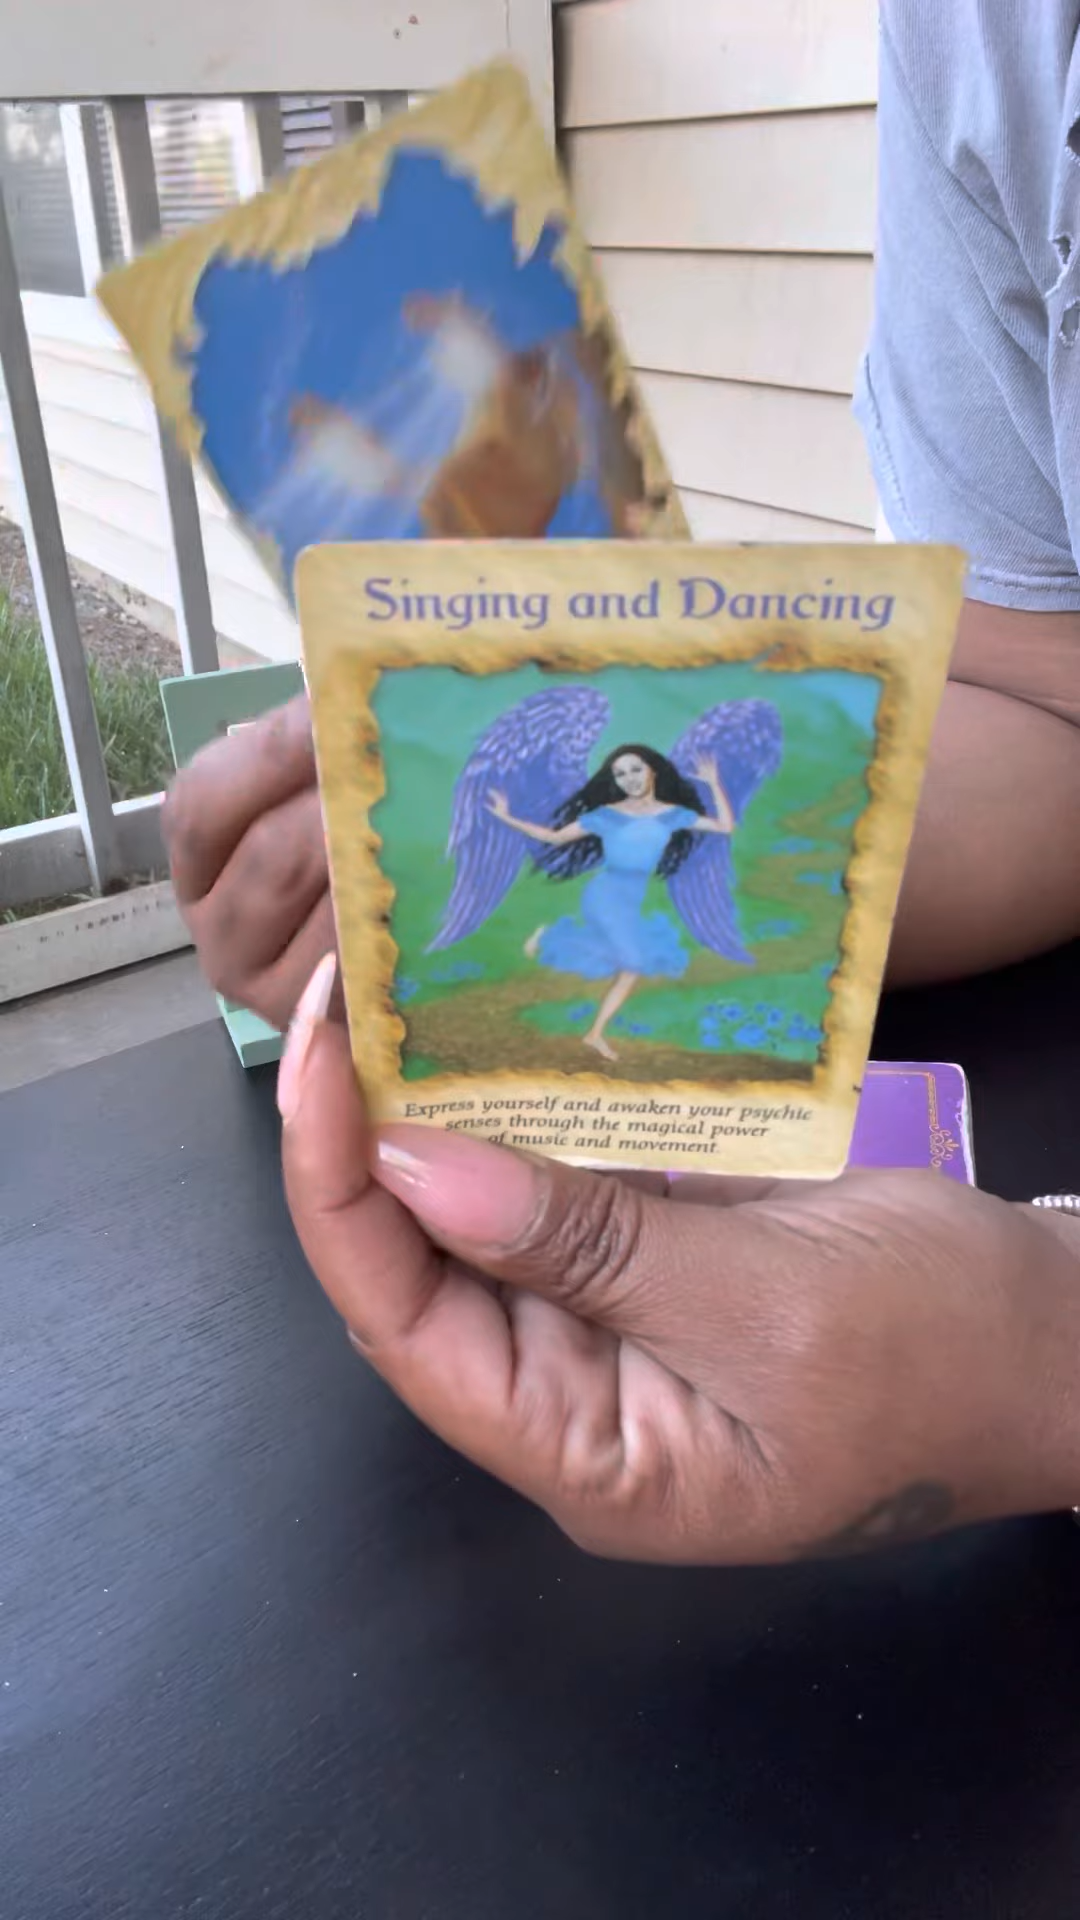 Singing and Dancing
Express yourself and awaken your psychic
senses through the magical power
of music and movement.